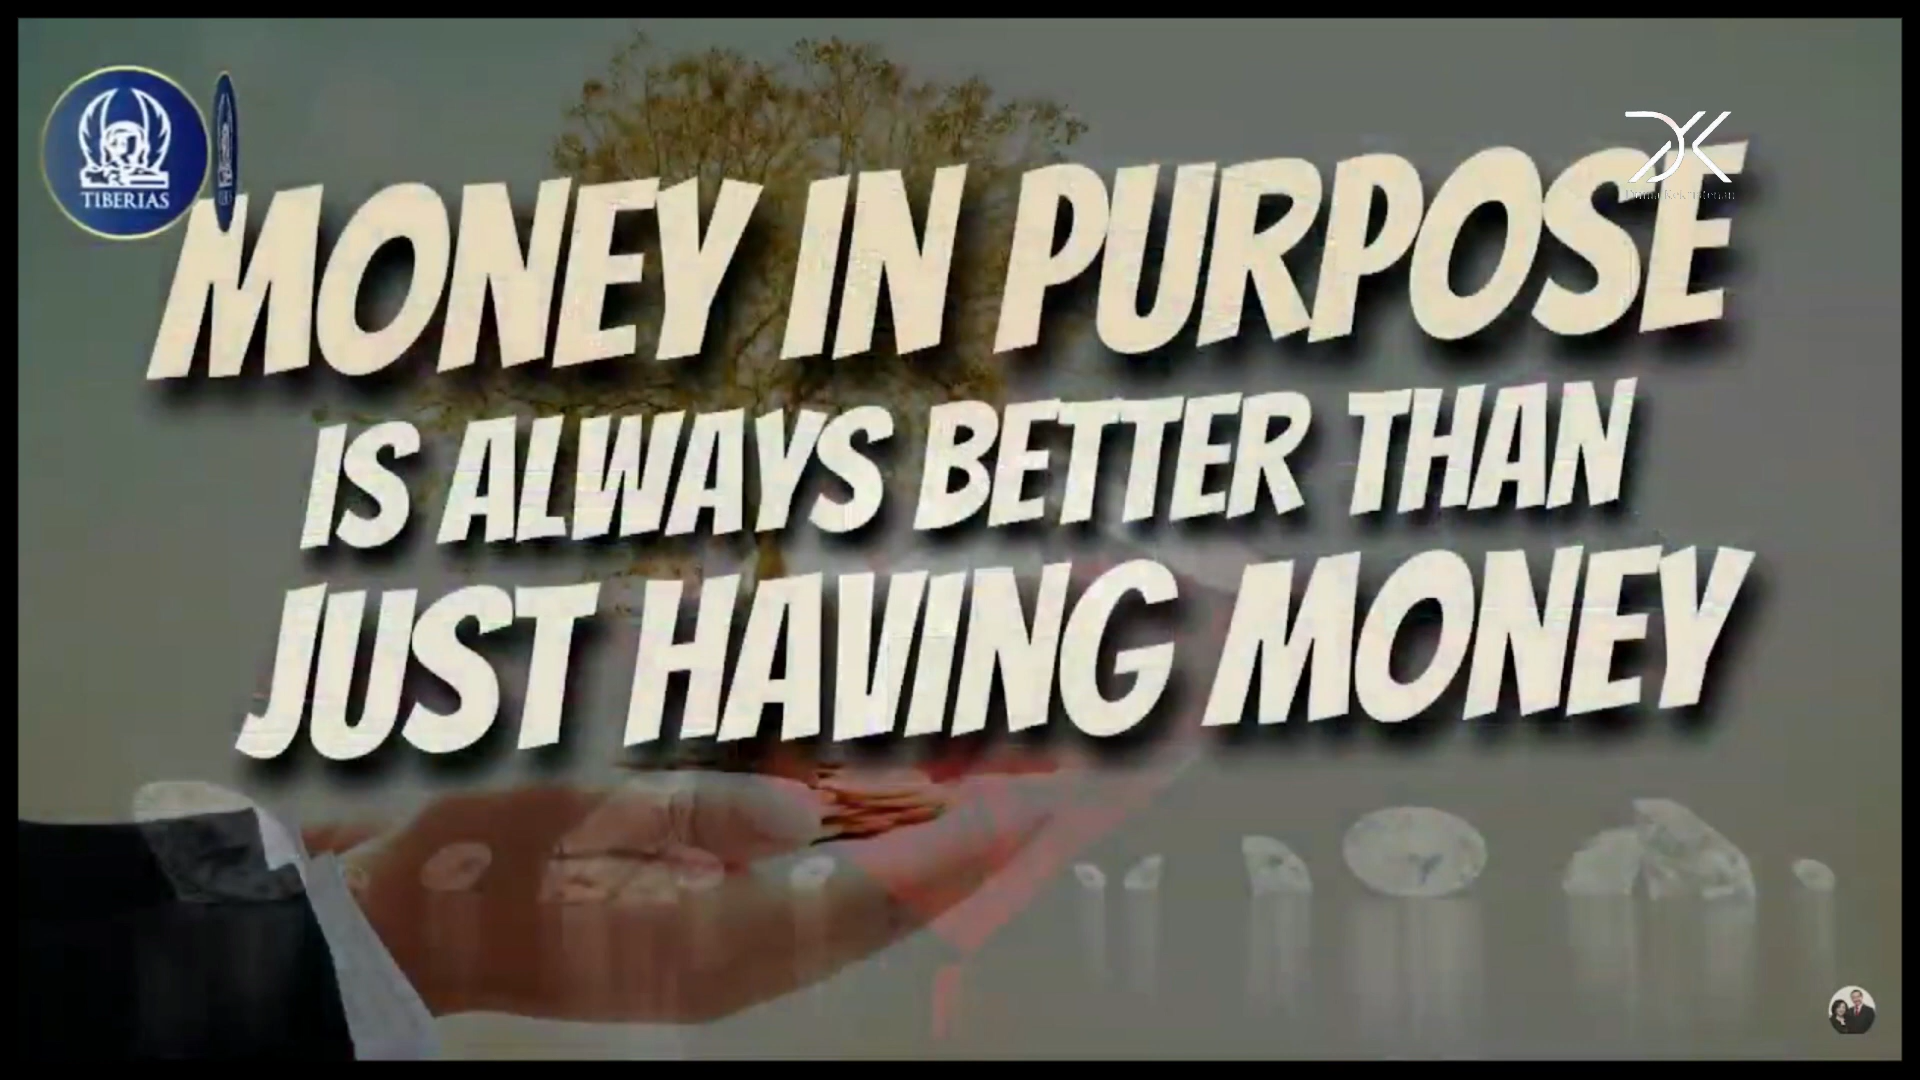 TIBERIAS
MONEY IN PURPOSE
IS ALWAYS BETTER THAN
JUST HAVING MONEY